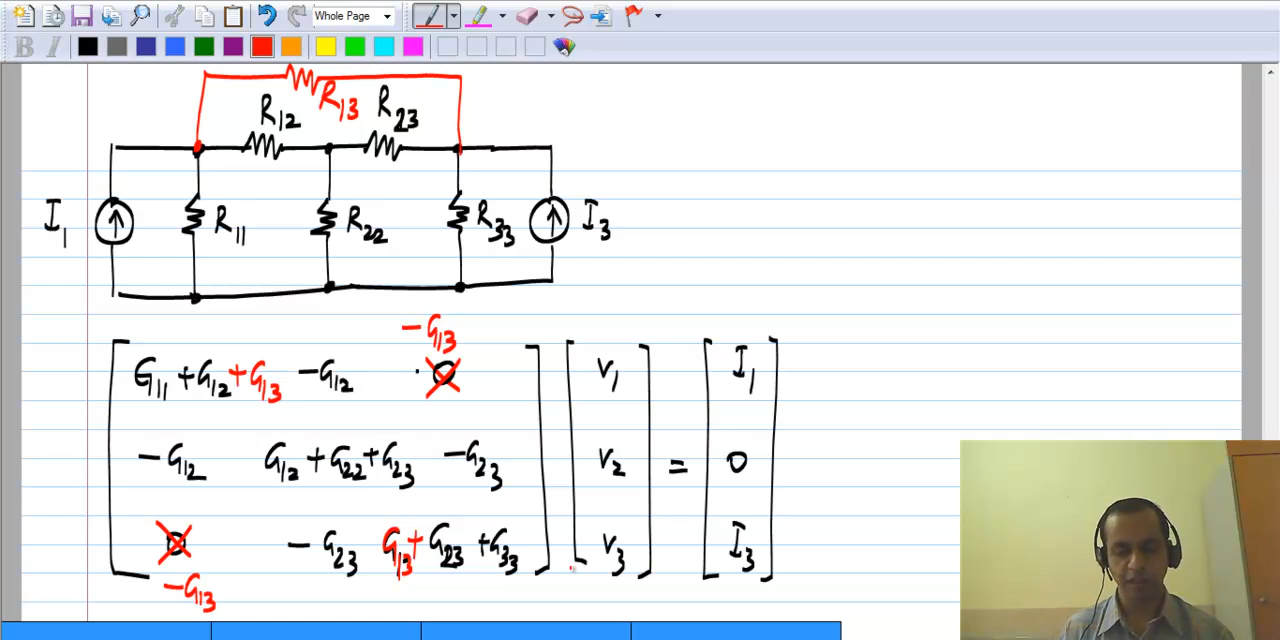 Whole Page
B I
R13
R12 R23
I1 R11 R22 R33 I3
-G13
G11 +G12 +G13 -G12 0 V1 I1
-G12 G12 +G22 +G23 -G23 V2 = 0
0 -G23 G13+ G23 +G33 V3 I3
-G13